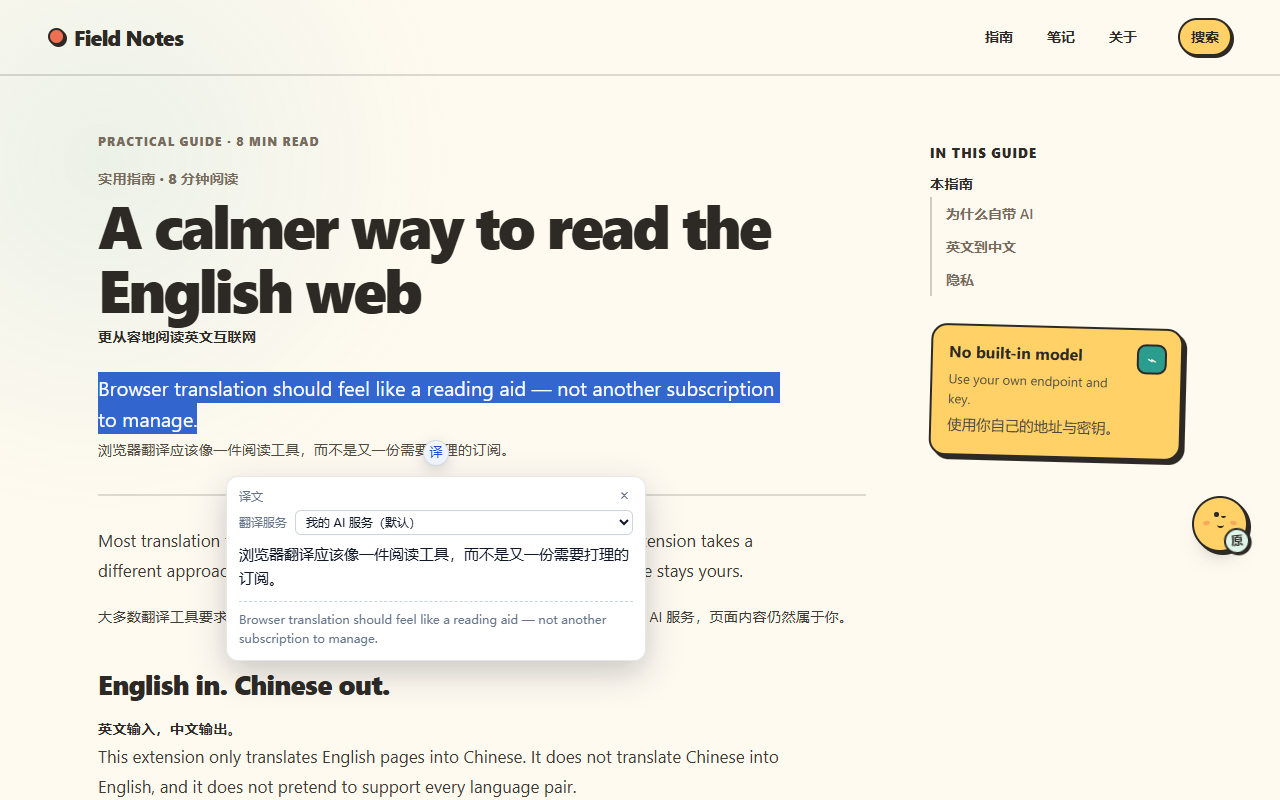 Field Notes
指南
笔记
关于
搜索
PRACTICAL GUIDE · 8 MIN READ
实用指南 · 8 分钟阅读
A calmer way to read the
English web
更从容地阅读英文互联网
Browser translation should feel like a reading aid — not another subscription
to manage.
浏览器翻译应该像一件阅读工具，而不是又一份需要
理的订阅。
译
译文
×
翻译服务
我的 AI 服务（默认）
浏览器翻译应该像一件阅读工具，而不是又一份需要打理的
订阅。
Browser translation should feel like a reading aid — not another
subscription to manage.
Most translation
ension takes a
different approac
e stays yours.
大多数翻译工具要求
AI 服务，页面内容仍然属于你。
English in. Chinese out.
英文输入，中文输出。
This extension only translates English pages into Chinese. It does not translate Chinese into
English, and it does not pretend to support every language pair.
IN THIS GUIDE
本指南
为什么自带 AI
英文到中文
隐私
No built-in model
Use your own endpoint and
key.
使用你自己的地址与密钥。
原